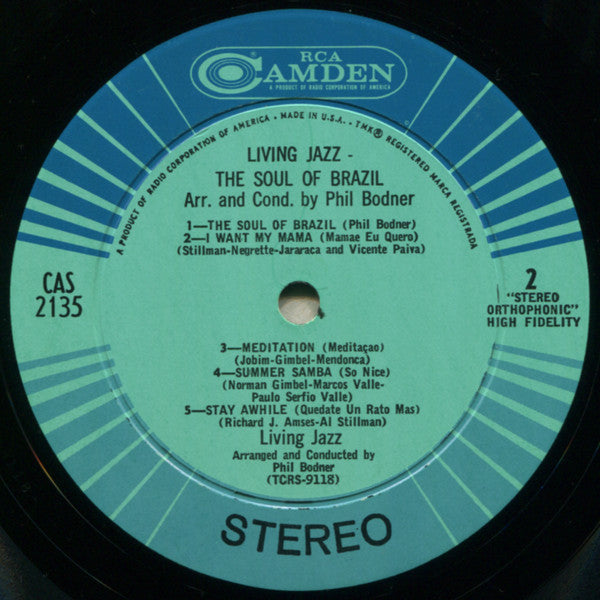 RCA
CAMDEN
A PRODUCT OF RADIO CORPORATION OF AMERICA
A PRODUCT OF RADIO CORPORATION OF AMERICA - MADE IN U.S.A. - TMK® REGISTERED MARCA REGISTRADA
LIVING JAZZ -
THE SOUL OF BRAZIL
Arr. and Cond. by Phil Bodner
1—THE SOUL OF BRAZIL (Phil Bodner)
2—I WANT MY MAMA (Mamae Eu Quero)
(Stillman-Negrette-Jararaca and Vicente Paiva)
CAS
2135
2
"STEREO
ORTHOPHONIC"
HIGH FIDELITY
3—MEDITATION (Meditaçao)
(Jobim-Gimbel-Mendonca)
4—SUMMER SAMBA (So Nice)
(Norman Gimbel-Marcos Valle-
Paulo Serfio Valle)
5—STAY AWHILE (Quedate Un Rato Mas)
(Richard J. Amses-Al Stillman)
Living Jazz
Arranged and Conducted by
Phil Bodner
(TCRS-9118)
STEREO